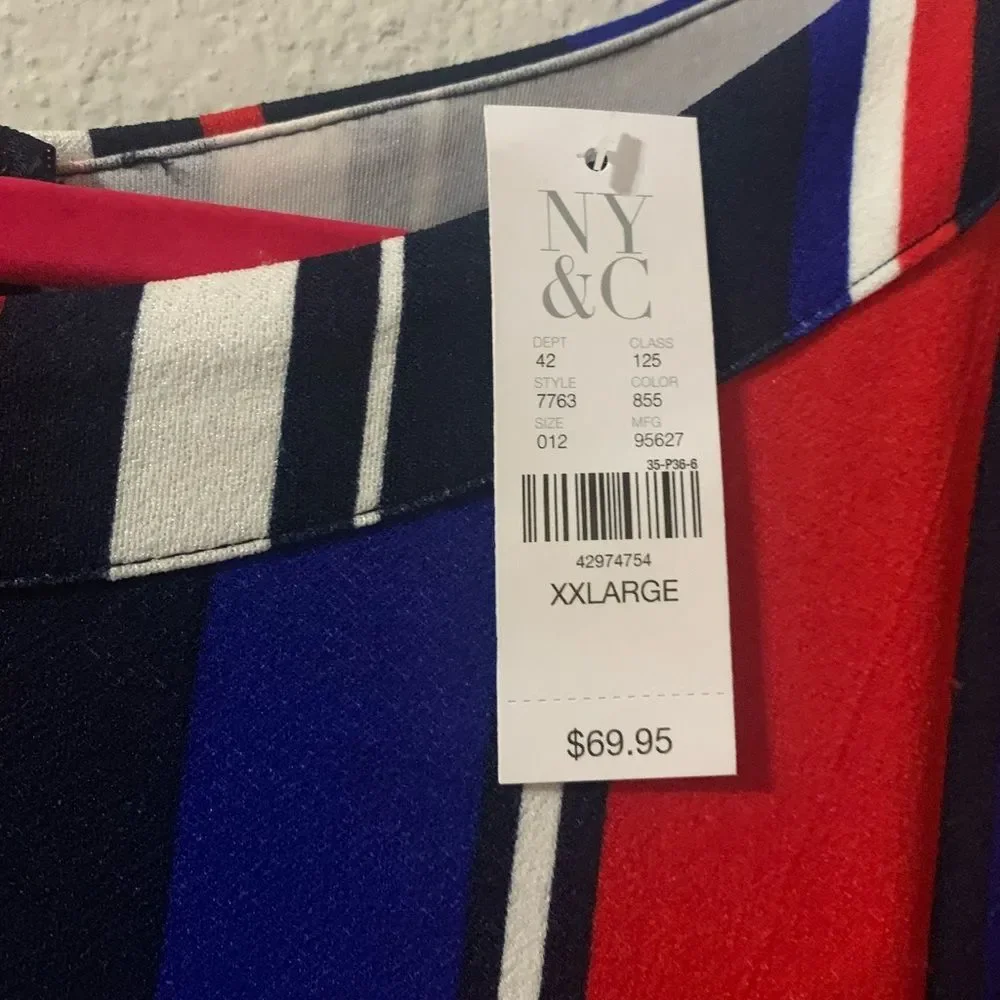 NY
&C
DEPT CLASS
42 125
STYLE COLOR
7763 855
SIZE MFG
012 95627
35-P36-6
42974754
XXLARGE
$69.95